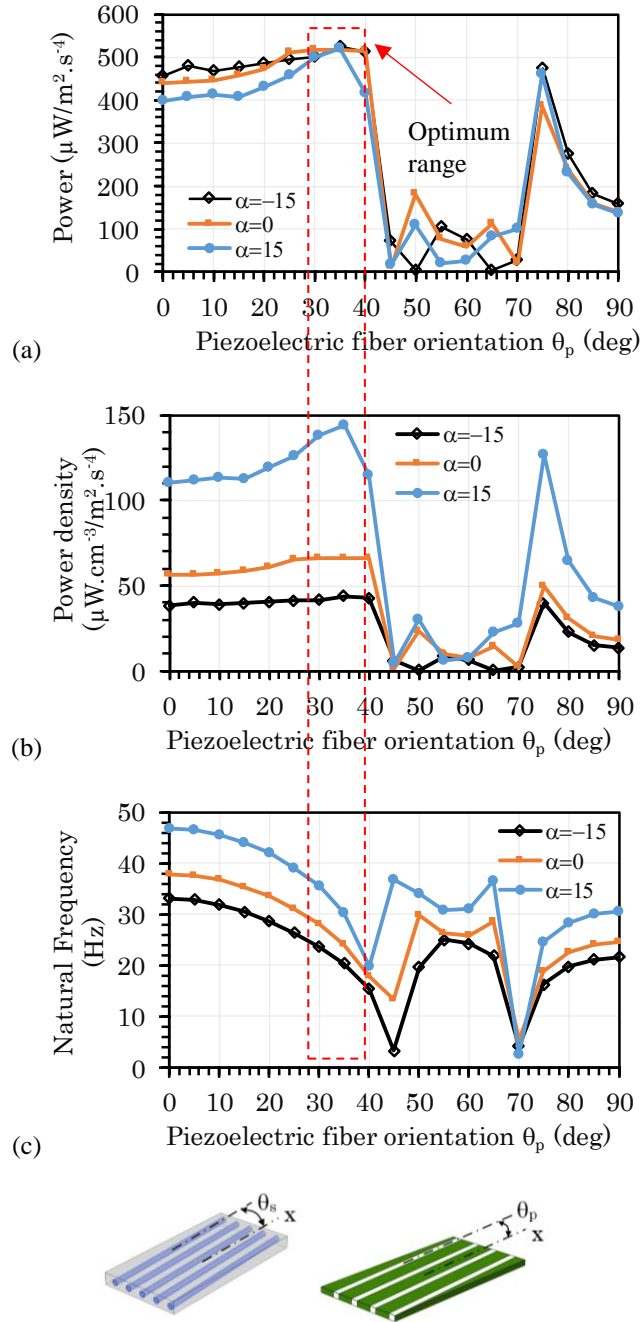 600
500
400
300
200
100
0
Power (µW/m².s⁻⁴)
Optimum
range
α=−15
α=0
α=15
0 10 20 30 40 50 60 70 80 90
Piezoelectric fiber orientation θp (deg)
(a)
150
100
50
0
Power density
(µW.cm⁻³/m².s⁻⁴)
α=−15
α=0
α=15
0 10 20 30 40 50 60 70 80 90
Piezoelectric fiber orientation θp (deg)
(b)
50
40
30
20
10
0
Natural Frequency
(Hz)
α=−15
α=0
α=15
0 10 20 30 40 50 60 70 80 90
Piezoelectric fiber orientation θp (deg)
(c)
θs
x
θp
x